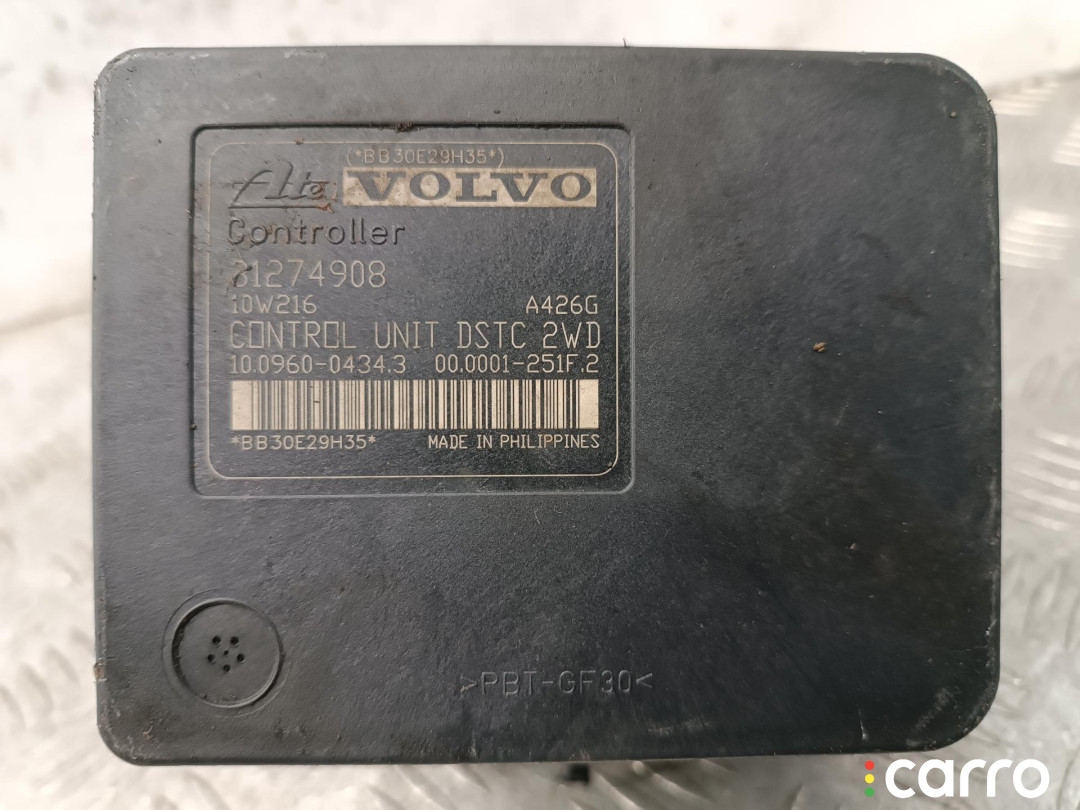 (*BB30E29H35*)
Ate VOLVO
Controller
31274908
10W216 A426G
CONTROL UNIT DSTC 2WD
10.0960-0434.3 00.0001-251F.2
*BB30E29H35* MADE IN PHILIPPINES
>PBT-GF30<
carro